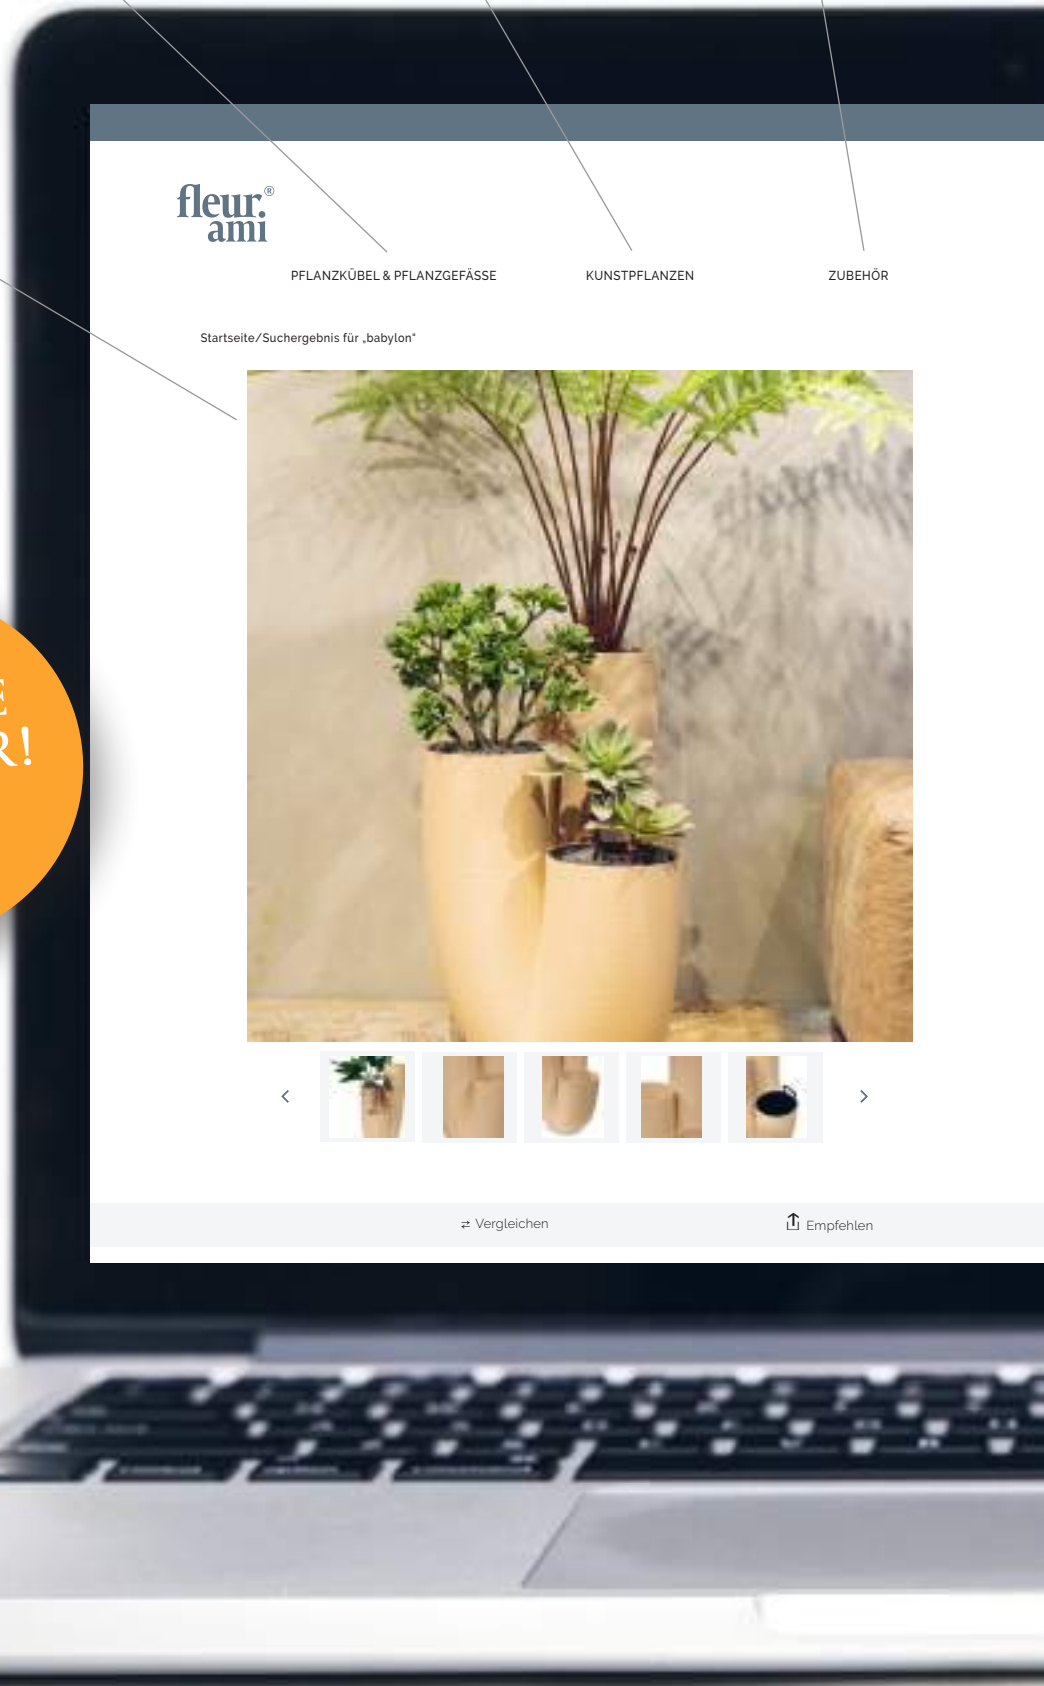 fleur.®
ami
PFLANZKÜBEL & PFLANZGEFÄSSE
KUNSTPFLANZEN
ZUBEHÖR
Startseite/Suchergebnis für „babylon“
E
R!
⇄ Vergleichen
Empfehlen